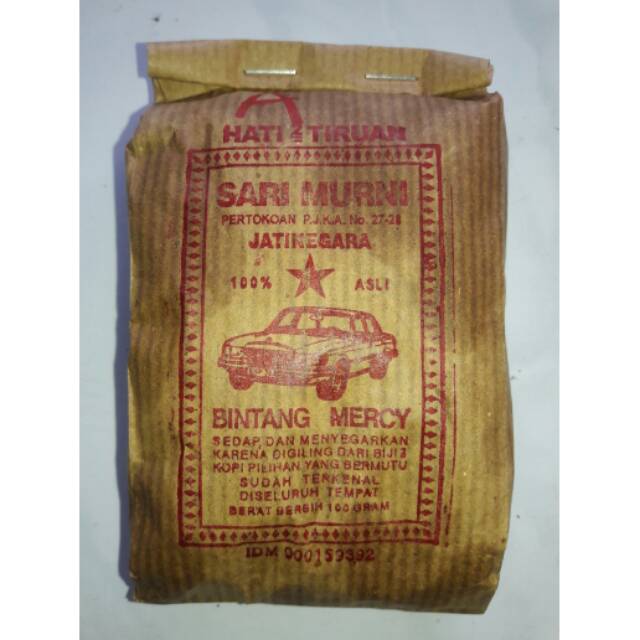 A
HATI2 TIRUAN
SARI MURNI
PERTOKOAN P.J.K.A. No. 27-28
JATINEGARA
100% ASLI
BINTANG MERCY
SEDAP DAN MENYEGARKAN
KARENA DIGILING DARI BIJI2
KOPI PILIHAN YANG BERMUTU
SUDAH TERKENAL
DISELURUH TEMPAT
BERAT BERSIH 100 GRAM
IDM 000159392